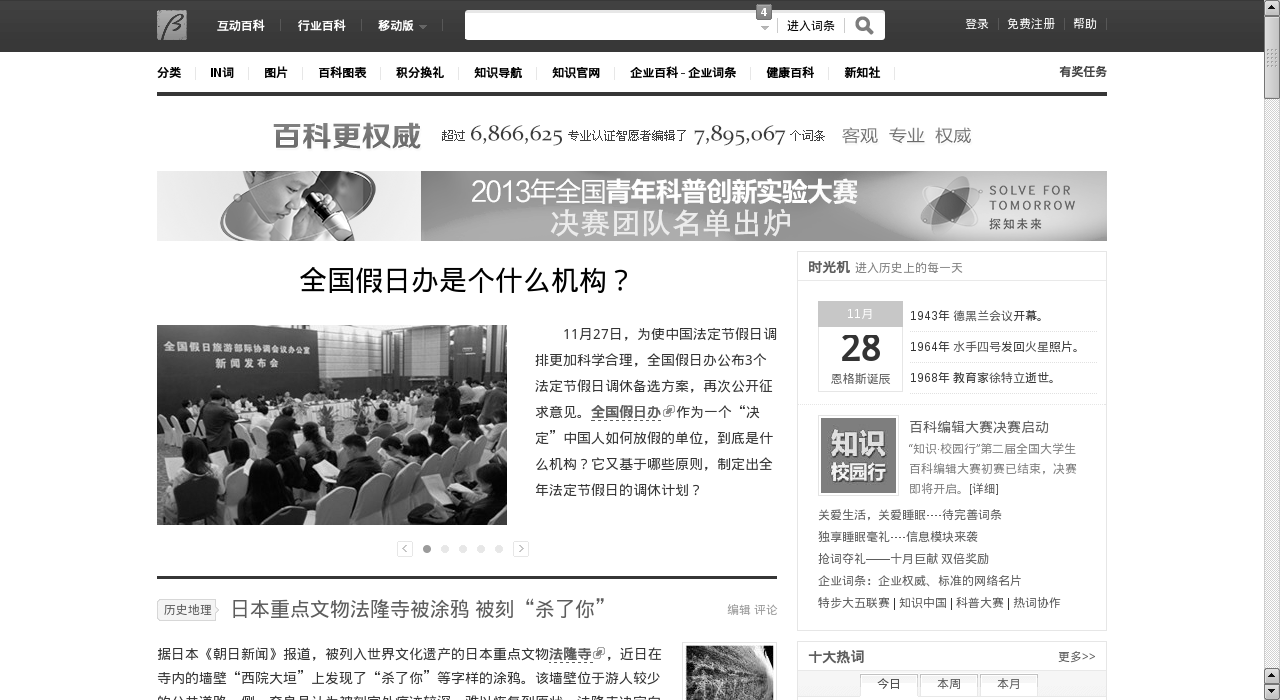 互动百科 行业百科 移动版
4
进入词条
登录 免费注册 帮助
分类 IN词 图片 百科图表 积分换礼 知识导航 知识官网 企业百科 - 企业词条 健康百科 新知社 有奖任务
百科更权威 超过 6,866,625 专业认证智愿者编辑了 7,895,067 个词条 客观 专业 权威
2013年全国青年科普创新实验大赛
决赛团队名单出炉
SOLVE FOR
TOMORROW
探知未来
全国假日办是个什么机构？
全国假日旅游部际协调会议办公室
新闻发布会
11月27日，为使中国法定节假日调
排更加科学合理，全国假日办公布3个
法定节假日调休备选方案，再次公开征
求意见。全国假日办作为一个“决
定”中国人如何放假的单位，到底是什
么机构？它又基于哪些原则，制定出全
年法定节假日的调休计划？
历史地理 日本重点文物法隆寺被涂鸦 被刻“杀了你” 编辑 评论
据日本《朝日新闻》报道，被列入世界文化遗产的日本重点文物法隆寺，近日在
寺内的墙壁“西院大垣”上发现了“杀了你”等字样的涂鸦。该墙壁位于游人较少
时光机 进入历史上的每一天
11月
28
恩格斯诞辰
1943年 德黑兰会议开幕。
1964年 水手四号发回火星照片。
1968年 教育家徐特立逝世。
知识
校园行
百科编辑大赛决赛启动
“知识·校园行”第二届全国大学生
百科编辑大赛初赛已结束，决赛
即将开启。[详细]
关爱生活，关爱睡眠----待完善词条
独享睡眠毫礼----信息模块来袭
抢词夺礼——十月巨献 双倍奖励
企业词条：企业权威、标准的网络名片
特步大五联赛 | 知识中国 | 科普大赛 | 热词协作
十大热词 更多>>
今日 本周 本月